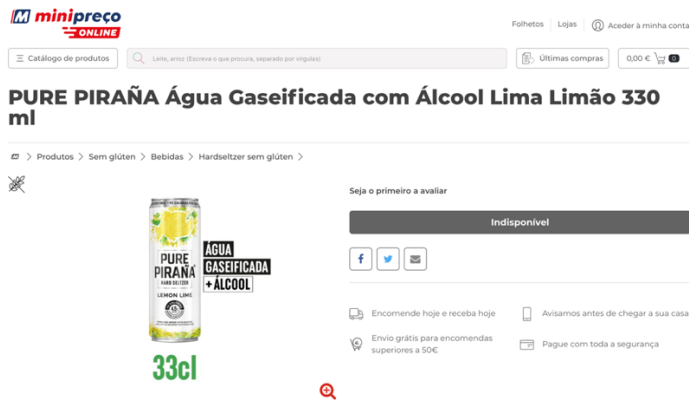 minipreço
ONLINE
Folhetos
Lojas
Aceder à minha conta
Catálogo de produtos
Leite, arroz (Escreva o que procura, separado por vírgulas)
Últimas compras
0,00 €
0
PURE PIRAÑA Água Gaseificada com Álcool Lima Limão 330
ml
Produtos
Sem glúten
Bebidas
Hardseltzer sem glúten
Seja o primeiro a avaliar
Indisponível
PURE
PIRAÑA
HARD SELTZER
LEMON LIME
ÁGUA
GASEIFICADA
+ ÁLCOOL
33cl
Encomende hoje e receba hoje
Avisamos antes de chegar a sua casa
Envio grátis para encomendas
superiores a 50€
Pague com toda a segurança